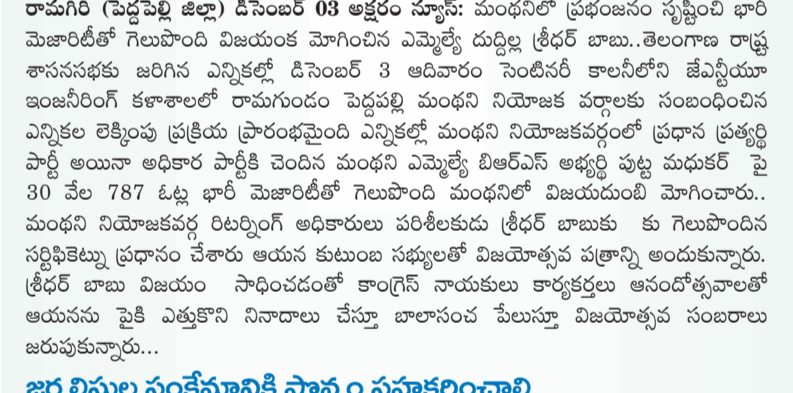 రామగిరి (పెద్దపెల్లి జిల్లా) డిసెంబర్ 03 అక్షరం న్యూస్: మంథనిలో ప్రభంజనం సృష్టించి భారీ
మెజారిటీతో గెలుపొంది విజయంక మోగించిన ఎమ్మెల్యే దుద్దిల్ల శ్రీధర్ బాబు..తెలంగాణ రాష్ట్ర
శాసనసభకు జరిగిన ఎన్నికల్లో డిసెంబర్ 3 ఆదివారం సెంటినరీ కాలనీలోని జేఎన్టీయూ
ఇంజనీరింగ్ కళాశాలలో రామగుండం పెద్దపల్లి మంథని నియోజక వర్గాలకు సంబంధించిన
ఎన్నికల లెక్కింపు ప్రక్రియ ప్రారంభమైంది ఎన్నికల్లో మంథని నియోజకవర్గంలో ప్రధాన ప్రత్యర్థి
పార్టీ అయినా అధికార పార్టీకి చెందిన మంథని ఎమ్మెల్యే బిఆర్ఎస్ అభ్యర్థి పుట్ట మధుకర్ పై
30 వేల 787 ఓట్ల భారీ మెజారిటీతో గెలుపొంది మంథనిలో విజయదుంబి మోగించారు..
మంథని నియోజకవర్గ రిటర్నింగ్ అధికారులు పరిశీలకుడు శ్రీధర్ బాబుకు కు గెలుపొందిన
సర్టిఫికెట్ను ప్రధానం చేశారు ఆయన కుటుంబ సభ్యులతో విజయోత్సవ పత్రాన్ని అందుకున్నారు.
శ్రీధర్ బాబు విజయం సాధించడంతో కాంగ్రెస్ నాయకులు కార్యకర్తలు ఆనందోత్సవాలతో
ఆయనను పైకి ఎత్తుకొని నినాదాలు చేస్తూ బాలాసంచ పేలుస్తూ విజయోత్సవ సంబరాలు
జరుపుకున్నారు...